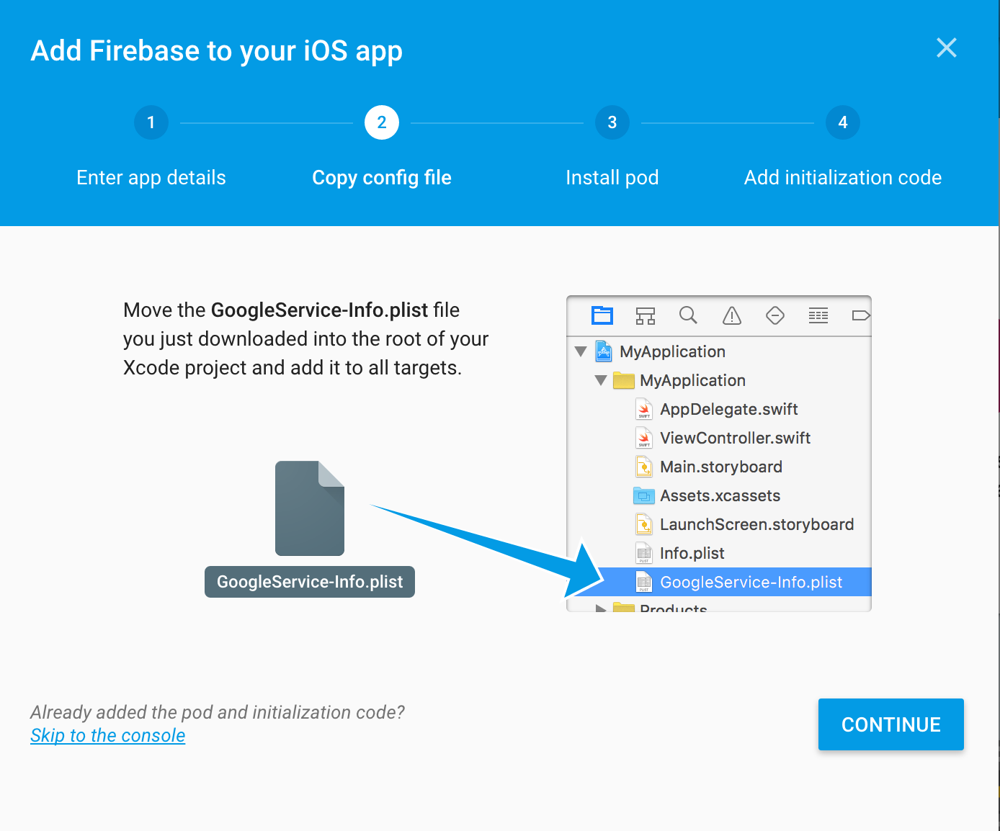 Add Firebase to your iOS app
1
2
3
4
Enter app details
Copy config file
Install pod
Add initialization code
Move the GoogleService-Info.plist file
you just downloaded into the root of your
Xcode project and add it to all targets.
GoogleService-Info.plist
MyApplication
MyApplication
AppDelegate.swift
ViewController.swift
Main.storyboard
Assets.xcassets
LaunchScreen.storyboard
Info.plist
GoogleService-Info.plist
Products
Already added the pod and initialization code?
Skip to the console
CONTINUE